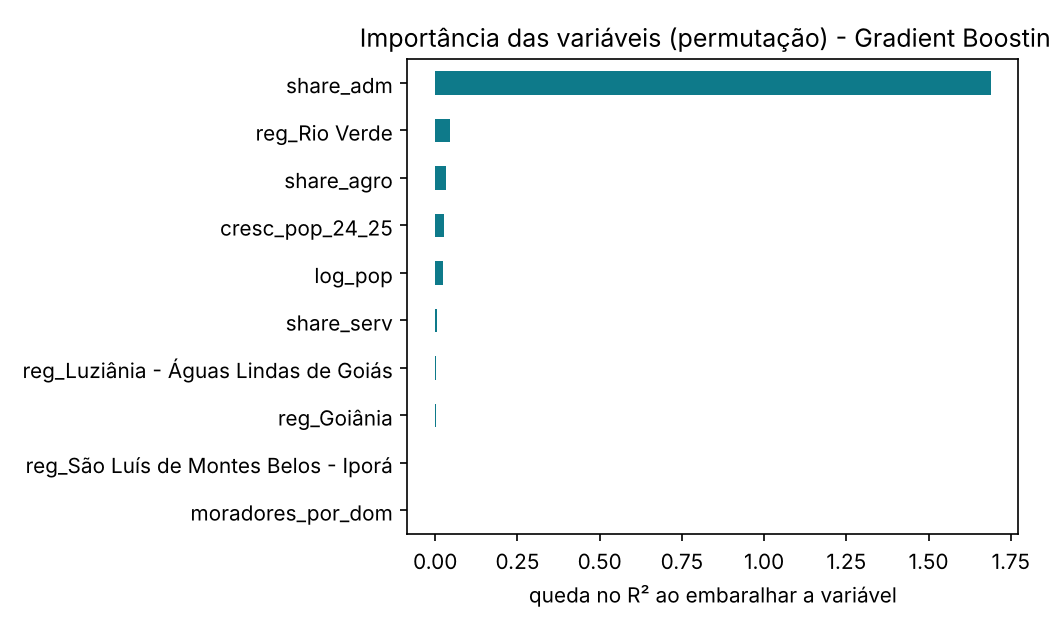 Importância das variáveis (permutação) - Gradient Boostin
share_adm
reg_Rio Verde
share_agro
cresc_pop_24_25
log_pop
share_serv
reg_Luziânia - Águas Lindas de Goiás
reg_Goiânia
reg_São Luís de Montes Belos - Iporá
moradores_por_dom
0.00 0.25 0.50 0.75 1.00 1.25 1.50 1.75
queda no R² ao embaralhar a variável